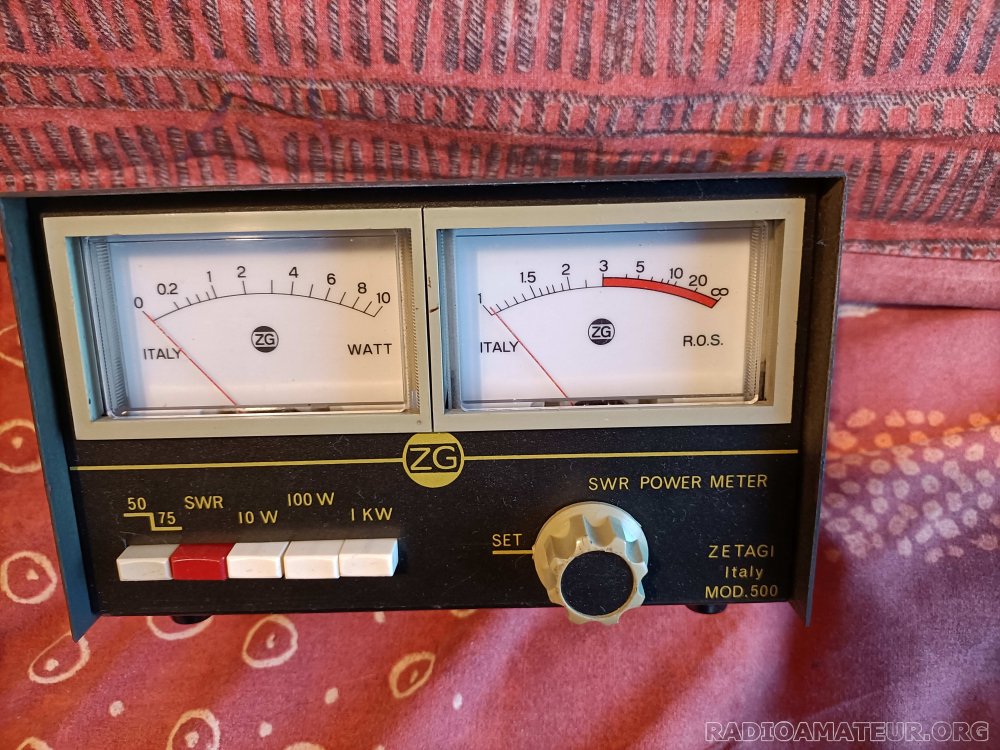 0 0.2 1 2 4 6 8 10
ZG
ITALY WATT
1 1.5 2 3 5 10 20 ∞
ZG
ITALY R.O.S.
ZG
SWR POWER METER
50 75 SWR 10 W 100 W 1 KW
SET
ZETAGI
Italy
MOD.500
RADIOAMATEUR.ORG